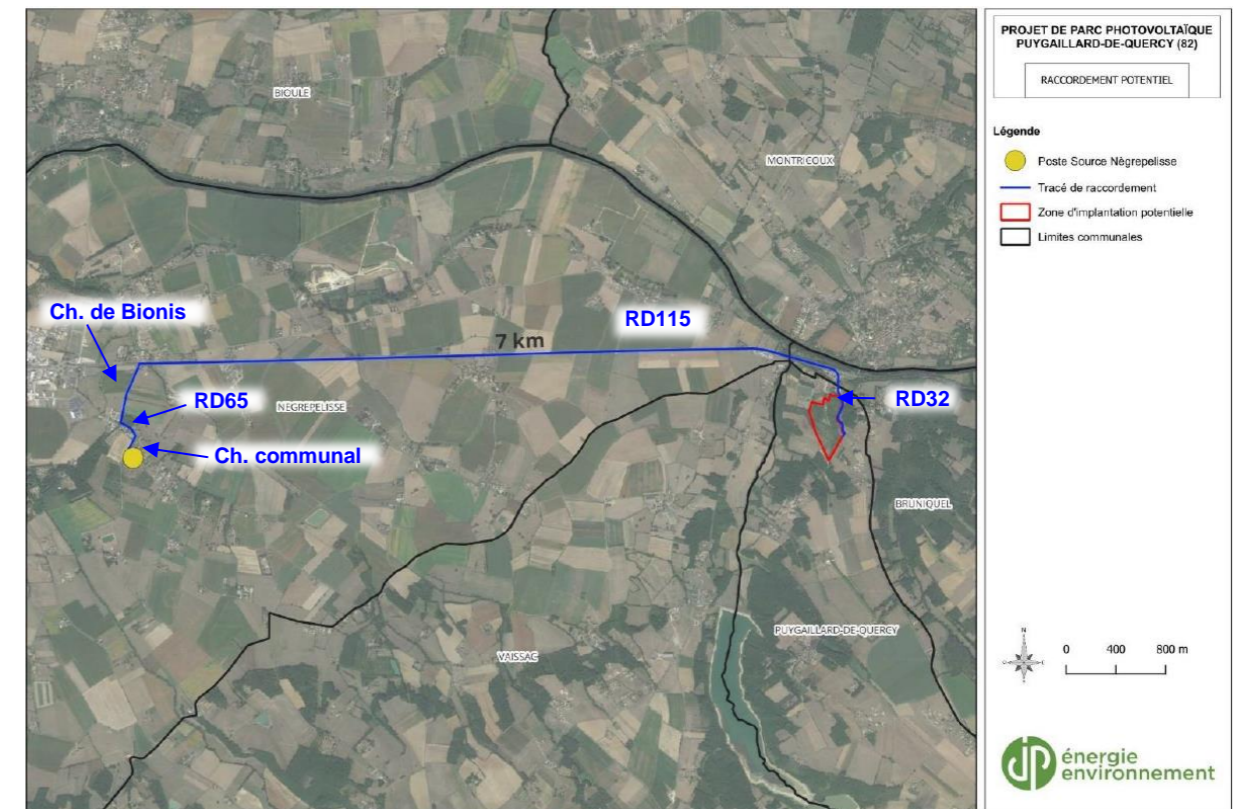 BIOULE
MONTRICOUX
Ch. de Bionis
RD115
7 km
RD65
NEGREPELISSE
RD32
Ch. communal
BRUNIQUEL
PUYGAILLARD-DE-QUERCY
VAISSAC
PROJET DE PARC PHOTOVOLTAÏQUE
PUYGAILLARD-DE-QUERCY (82)
RACCORDEMENT POTENTIEL
Légende
Poste Source Nègrepelisse
Tracé de raccordement
Zone d'implantation potentielle
Limites communales
N
0 400 800 m
JP énergie
environnement